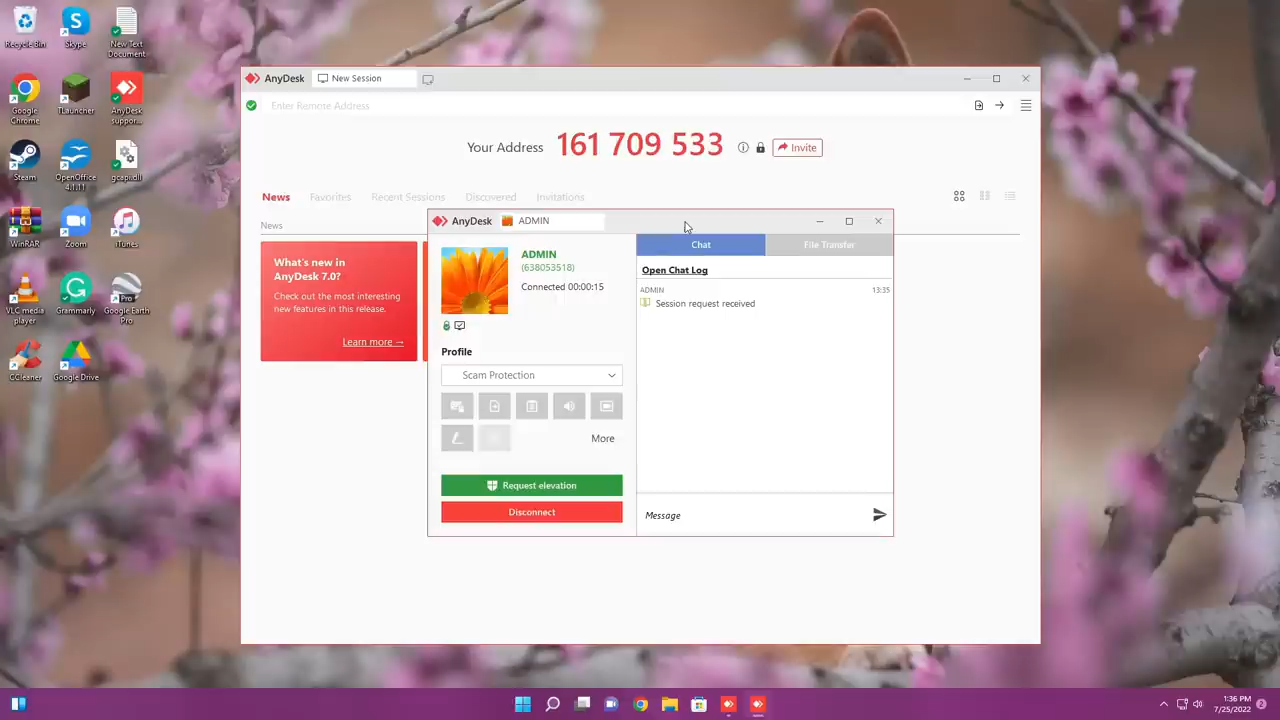 Recycle Bin
Skype
New Text
Document
Google
Chrome
TLauncher
AnyDesk
suppor...
Steam
OpenOffice
4.1.11
gcapi.dll
WinRAR
Zoom
iTunes
VLC media
player
Grammarly
Google Earth
Pro
CCleaner
Google Drive
AnyDesk
New Session
Enter Remote Address
Your Address 161 709 533
Invite
News Favorites Recent Sessions Discovered Invitations
News
What's new in
AnyDesk 7.0?
Check out the most interesting
new features in this release.
Learn more →
AnyDesk
ADMIN
ADMIN
(638053518)
Connected 00:00:15
Profile
Scam Protection
More
Request elevation
Disconnect
Chat
File Transfer
Open Chat Log
ADMIN 13:35
Session request received
Message
1:36 PM
7/25/2022
2